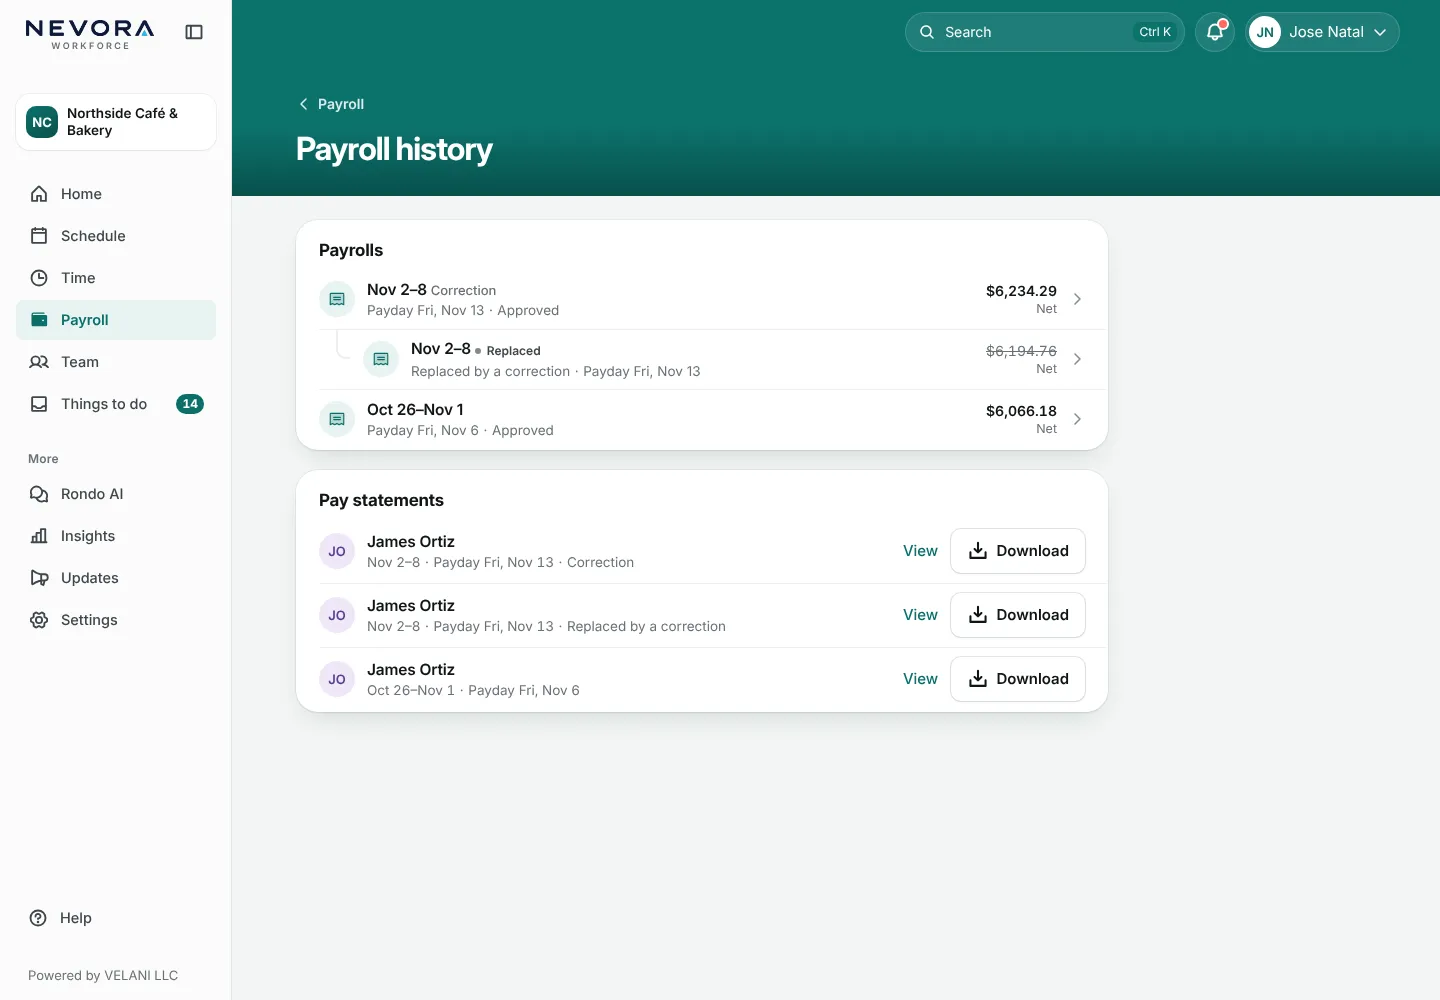 NEVORA
WORKFORCE
Search
Ctrl K
JN
Jose Natal
NC
Northside Café &
Bakery
Home
Schedule
Time
Payroll
Team
Things to do
14
More
Rondo AI
Insights
Updates
Settings
Help
Powered by VELANI LLC
Payroll
Payroll history
Payrolls
Nov 2–8 Correction
Payday Fri, Nov 13 · Approved
$6,234.29
Net
Nov 2–8 Replaced
Replaced by a correction · Payday Fri, Nov 13
$6,194.76
Net
Oct 26–Nov 1
Payday Fri, Nov 6 · Approved
$6,066.18
Net
Pay statements
JO
James Ortiz
Nov 2–8 · Payday Fri, Nov 13 · Correction
View
Download
JO
James Ortiz
Nov 2–8 · Payday Fri, Nov 13 · Replaced by a correction
View
Download
JO
James Ortiz
Oct 26–Nov 1 · Payday Fri, Nov 6
View
Download